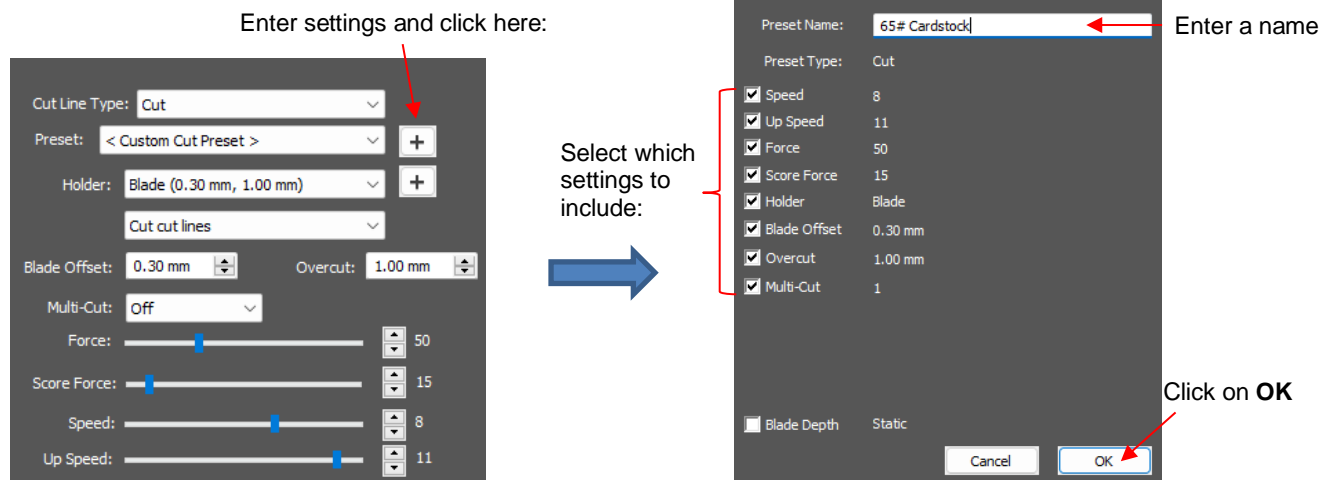 Enter settings and click here:
Cut Line Type: Cut
Preset: < Custom Cut Preset > +
Holder: Blade (0.30 mm, 1.00 mm) +
Cut cut lines
Blade Offset: 0.30 mm Overcut: 1.00 mm
Multi-Cut: Off
Force: 50
Score Force: 15
Speed: 8
Up Speed: 11
Select which
settings to
include:
Preset Name: 65# Cardstock
Enter a name
Preset Type: Cut
Speed 8
Up Speed 11
Force 50
Score Force 15
Holder Blade
Blade Offset 0.30 mm
Overcut 1.00 mm
Multi-Cut 1
Click on OK
Blade Depth Static
Cancel OK